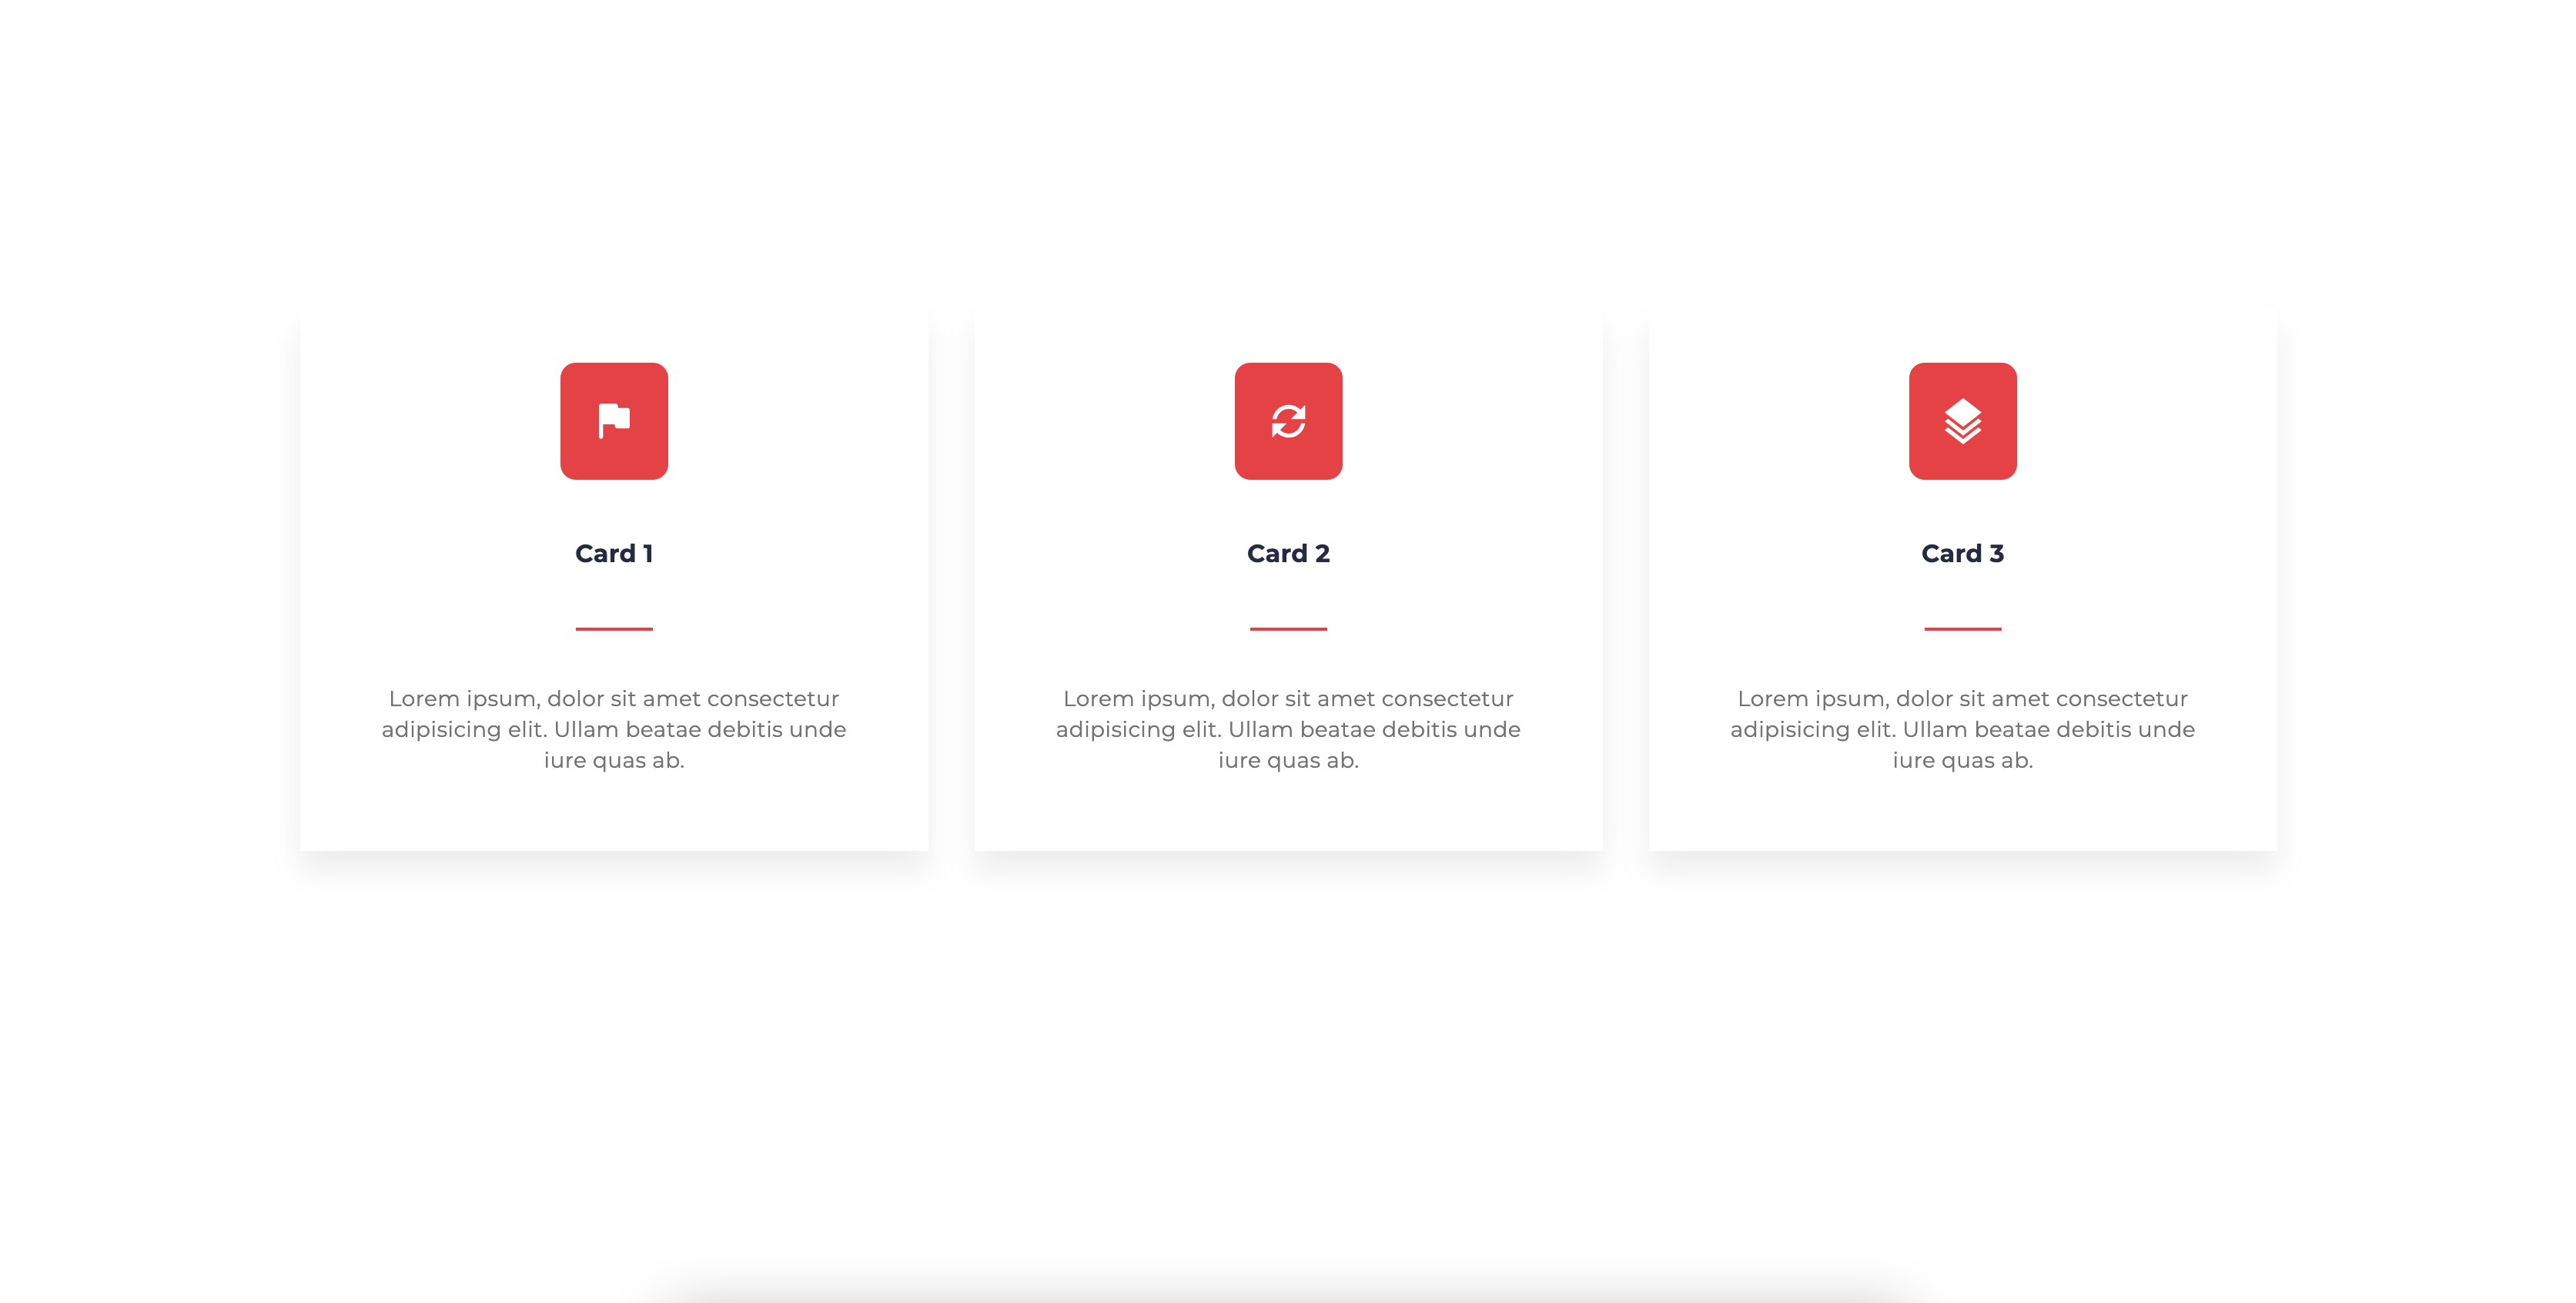 Card 1
Lorem ipsum, dolor sit amet consectetur
adipisicing elit. Ullam beatae debitis unde
iure quas ab.
Card 2
Lorem ipsum, dolor sit amet consectetur
adipisicing elit. Ullam beatae debitis unde
iure quas ab.
Card 3
Lorem ipsum, dolor sit amet consectetur
adipisicing elit. Ullam beatae debitis unde
iure quas ab.